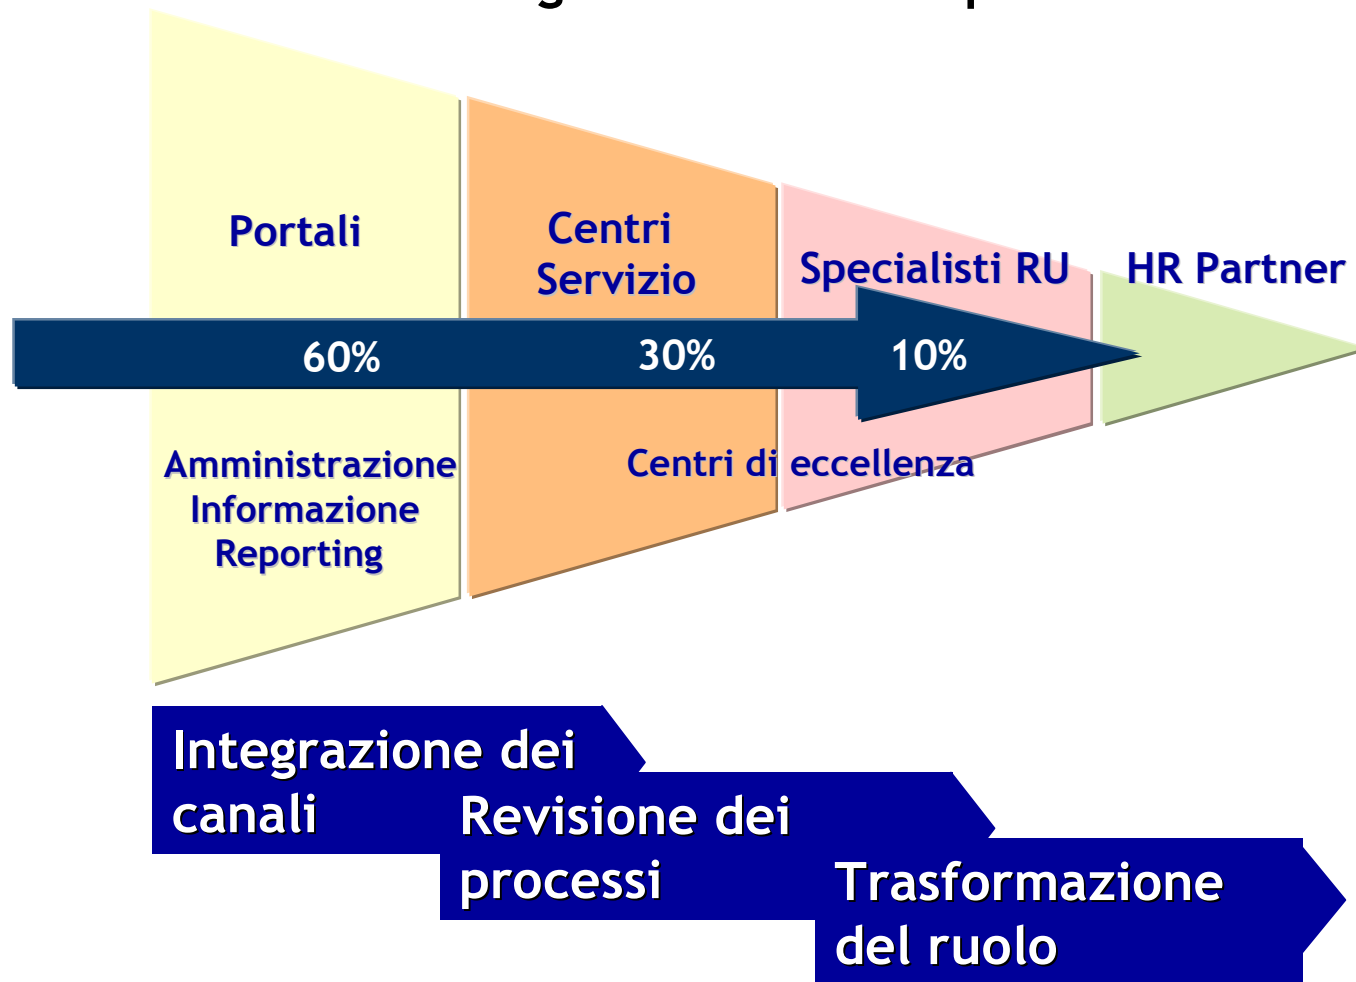 Portali
Centri
Servizio
Specialisti RU
HR Partner
60%
30%
10%
Amministrazione
Informazione
Reporting
Centri di eccellenza
Integrazione dei
canali
Revisione dei
processi
Trasformazione
del ruolo